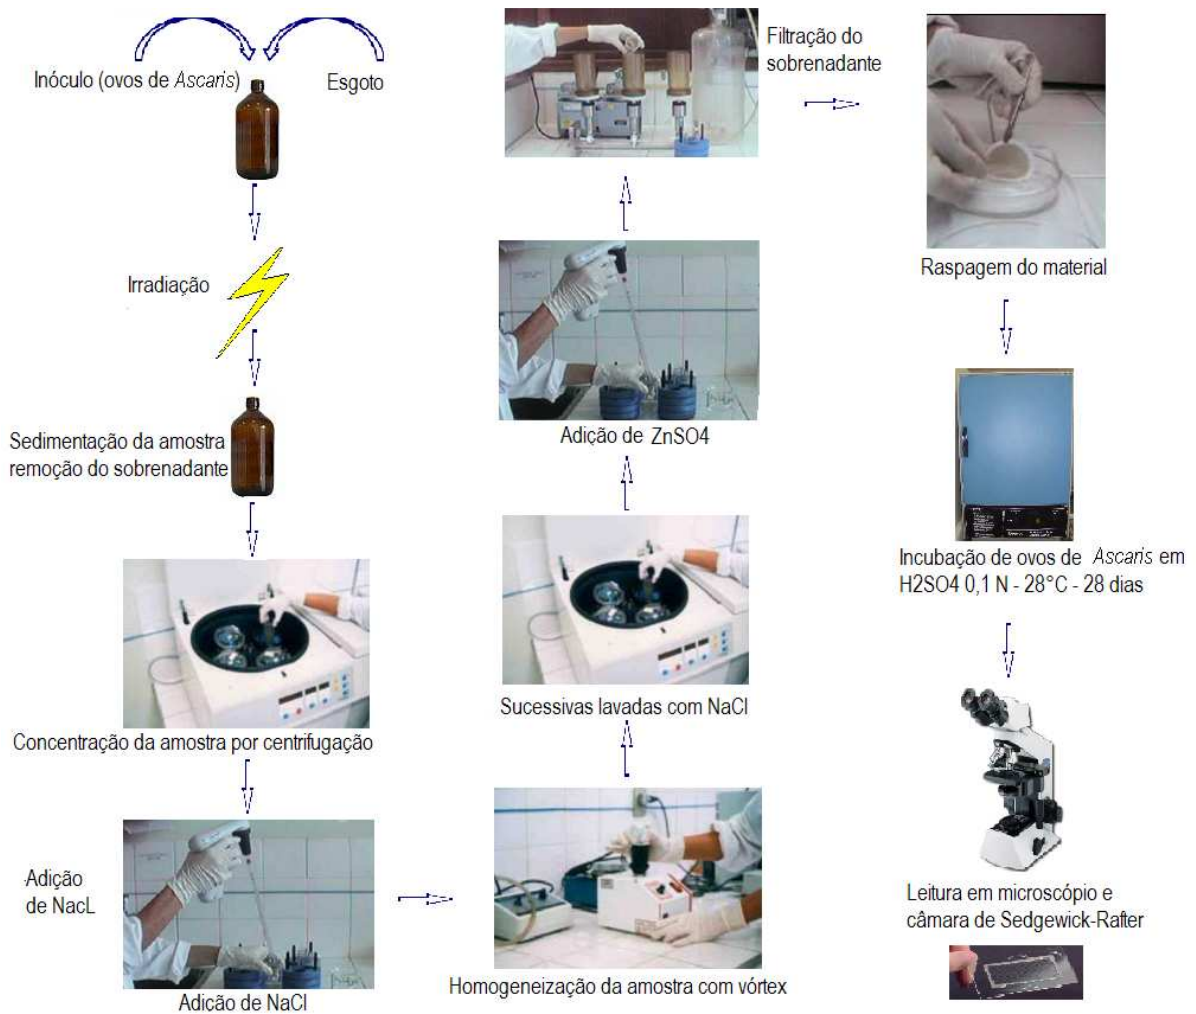 Inóculo (ovos de Ascaris)
Esgoto
Irradiação
Sedimentação da amostra
remoção do sobrenadante
Concentração da amostra por centrifugação
Adição
de NacL
Adição de NaCl
Homogeneização da amostra com vórtex
Sucessivas lavadas com NaCl
Adição de ZnSO4
Filtração do
sobrenadante
Raspagem do material
Incubação de ovos de Ascaris em
H2SO4 0,1 N - 28°C - 28 dias
Leitura em microscópio e
câmara de Sedgewick-Rafter